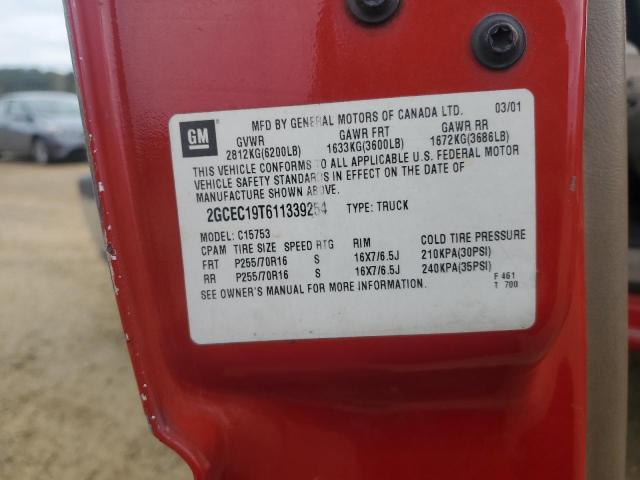 GM
MFD BY GENERAL MOTORS OF CANADA LTD. 03/01
GVWR GAWR FRT GAWR RR
2812KG(6200LB) 1633KG(3600LB) 1672KG(3686LB)
THIS VEHICLE CONFORMS TO ALL APPLICABLE U.S. FEDERAL MOTOR
VEHICLE SAFETY STANDARDS IN EFFECT ON THE DATE OF
MANUFACTURE SHOWN ABOVE.
2GCEC19T611339254 TYPE: TRUCK
MODEL: C15753
CPAM TIRE SIZE SPEED RTG RIM COLD TIRE PRESSURE
FRT P255/70R16 S 16X7/6.5J 210KPA(30PSI)
RR P255/70R16 S 16X7/6.5J 240KPA(35PSI)
SEE OWNER'S MANUAL FOR MORE INFORMATION. F 461
T 700